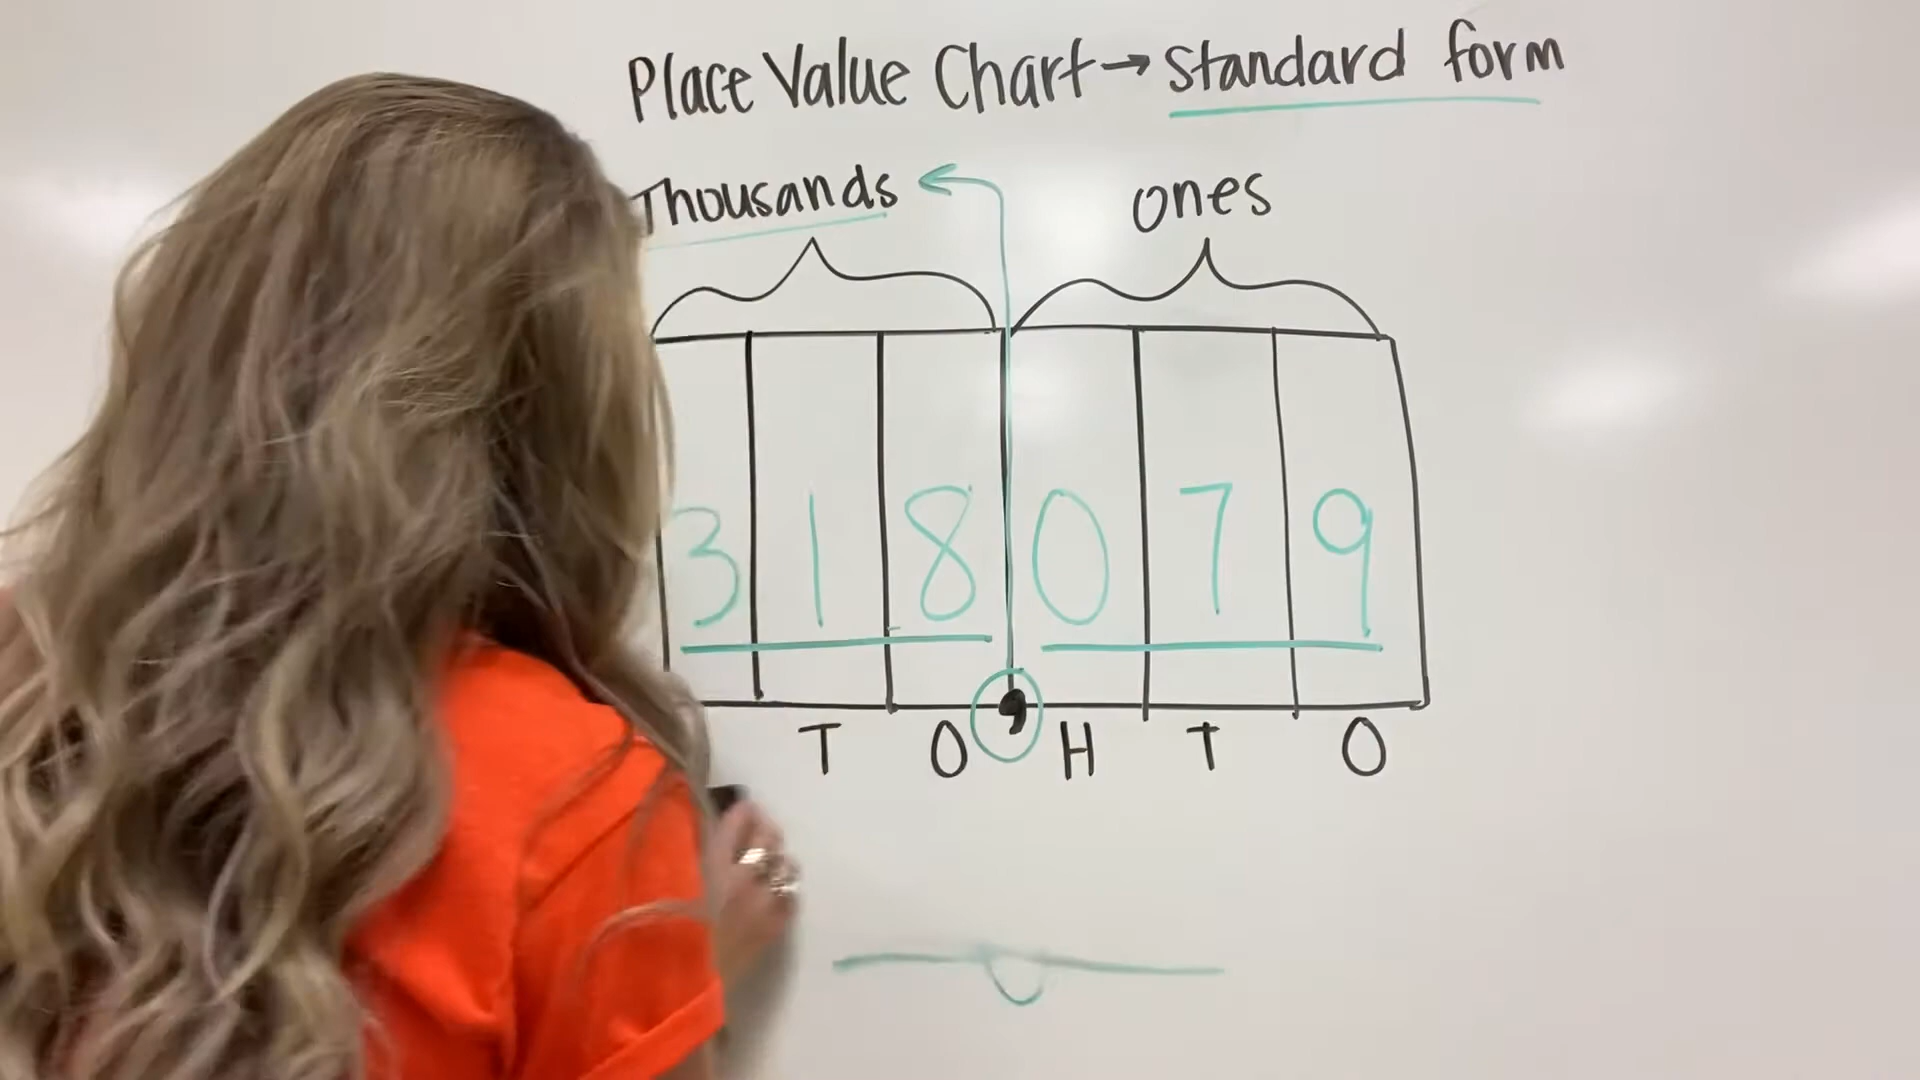 Place Value Chart → Standard form
Thousands ones
3 1 8 0 7 9
T O , H T O